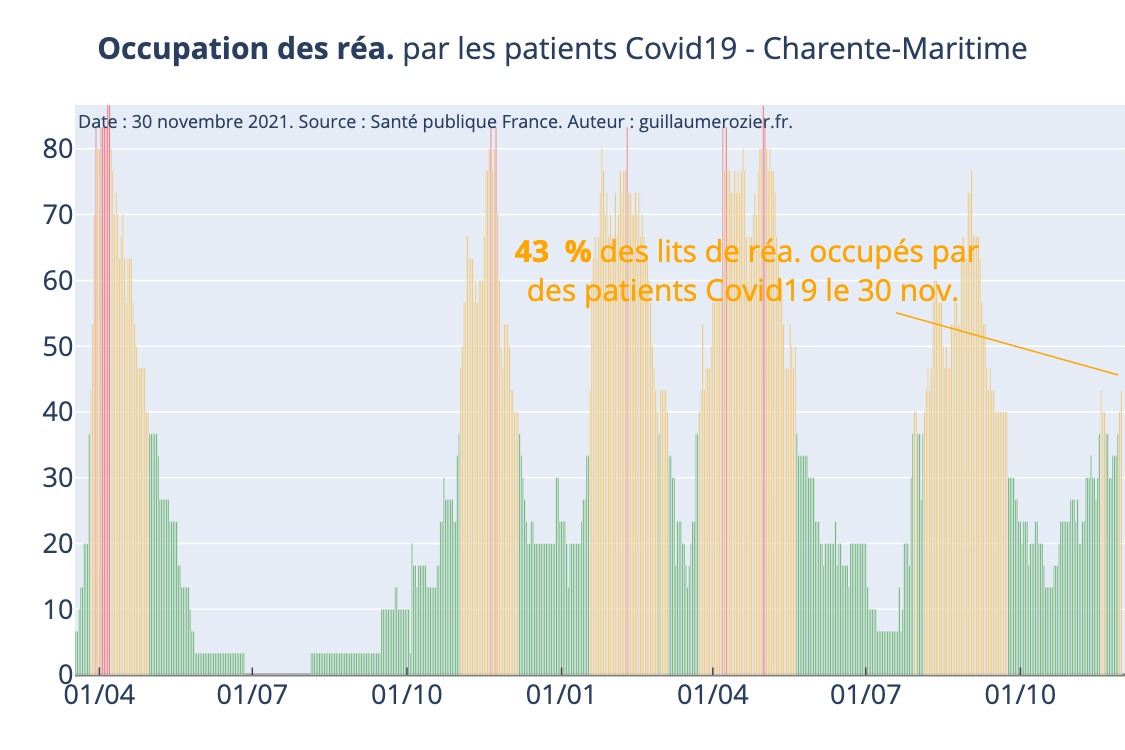 Occupation des réa. par les patients Covid19 - Charente-Maritime
Date : 30 novembre 2021. Source : Santé publique France. Auteur : guillaumerozier.fr.
80
70
43 % des lits de réa. occupés par
des patients Covid19 le 30 nov.
60
50
40
30
20
10
0
01/04 01/07 01/10 01/01 01/04 01/07 01/10